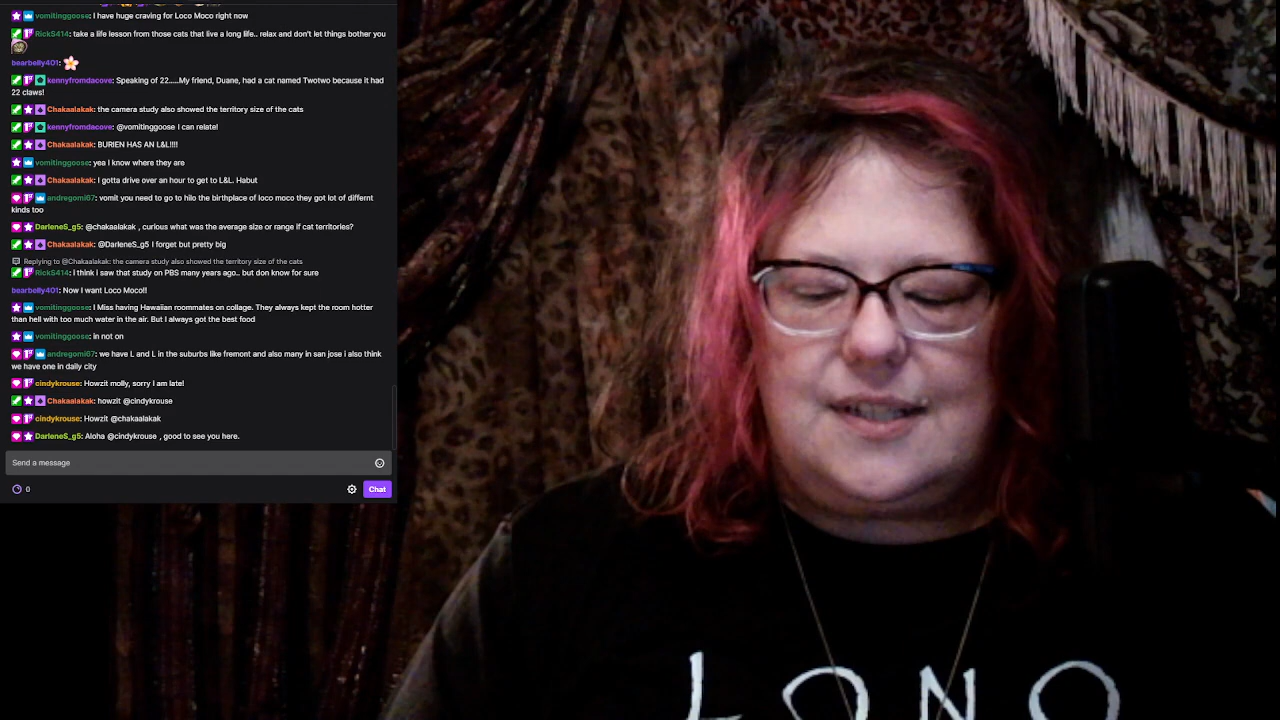 vomitinggoose: I have huge craving for Loco Moco right now
RickS414: take a life lesson from those cats that live a long life.. relax and don't let things bother you
bearbelly401:
kennyfromdacove: Speaking of 22.....My friend, Duane, had a cat named Twotwo because it had
22 claws!
Chakaalakak: the camera study also showed the territory size of the cats
kennyfromdacove: @vomitinggoose I can relate!
Chakaalakak: BURIEN HAS AN L&L!!!!
vomitinggoose: yea I know where they are
Chakaalakak: I gotta drive over an hour to get to L&L. Habut
andregomi67: vomit you need to go to hilo the birthplace of loco moco they got lot of differnt
kinds too
DarleneS_g5: @chakaalakak , curious what was the average size or range if cat territories?
Chakaalakak: @DarleneS_g5 I forget but pretty big
Replying to @Chakaalakak: the camera study also showed the territory size of the cats
RickS414: i think i saw that study on PBS many years ago.. but don know for sure
bearbelly401: Now I want Loco Moco!!
vomitinggoose: I Miss having Hawaiian roommates on collage. They always kept the room hotter
than hell with too much water in the air. But I always got the best food
vomitinggoose: in not on
andregomi67: we have L and L in the suburbs like fremont and also many in san jose i also think
we have one in daily city
cindykrouse: Howzit molly, sorry I am late!
Chakaalakak: howzit @cindykrouse
cindykrouse: Howzit @chakaalakak
DarleneS_g5: Aloha @cindykrouse , good to see you here.
Send a message
0
Chat
LONO